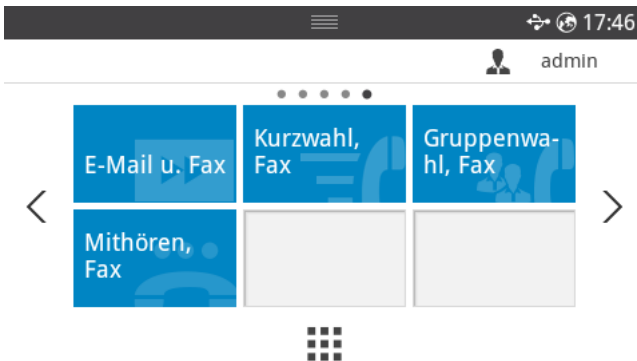 17:46
admin
E-Mail u. Fax
Kurzwahl,
Fax
Gruppenwa-
hl, Fax
Mithören,
Fax